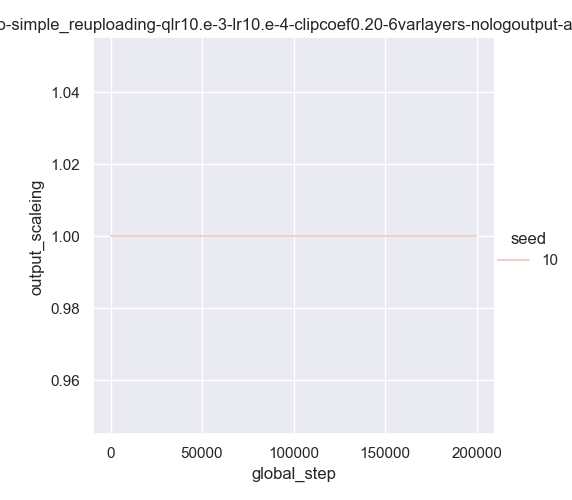 o-simple_reuploading-qlr10.e-3-lr10.e-4-clipcoef0.20-6varlayers-nologoutput-a
1.04
1.02
1.00
0.98
0.96
output_scaleing
0
50000
100000
150000
200000
global_step
seed
10